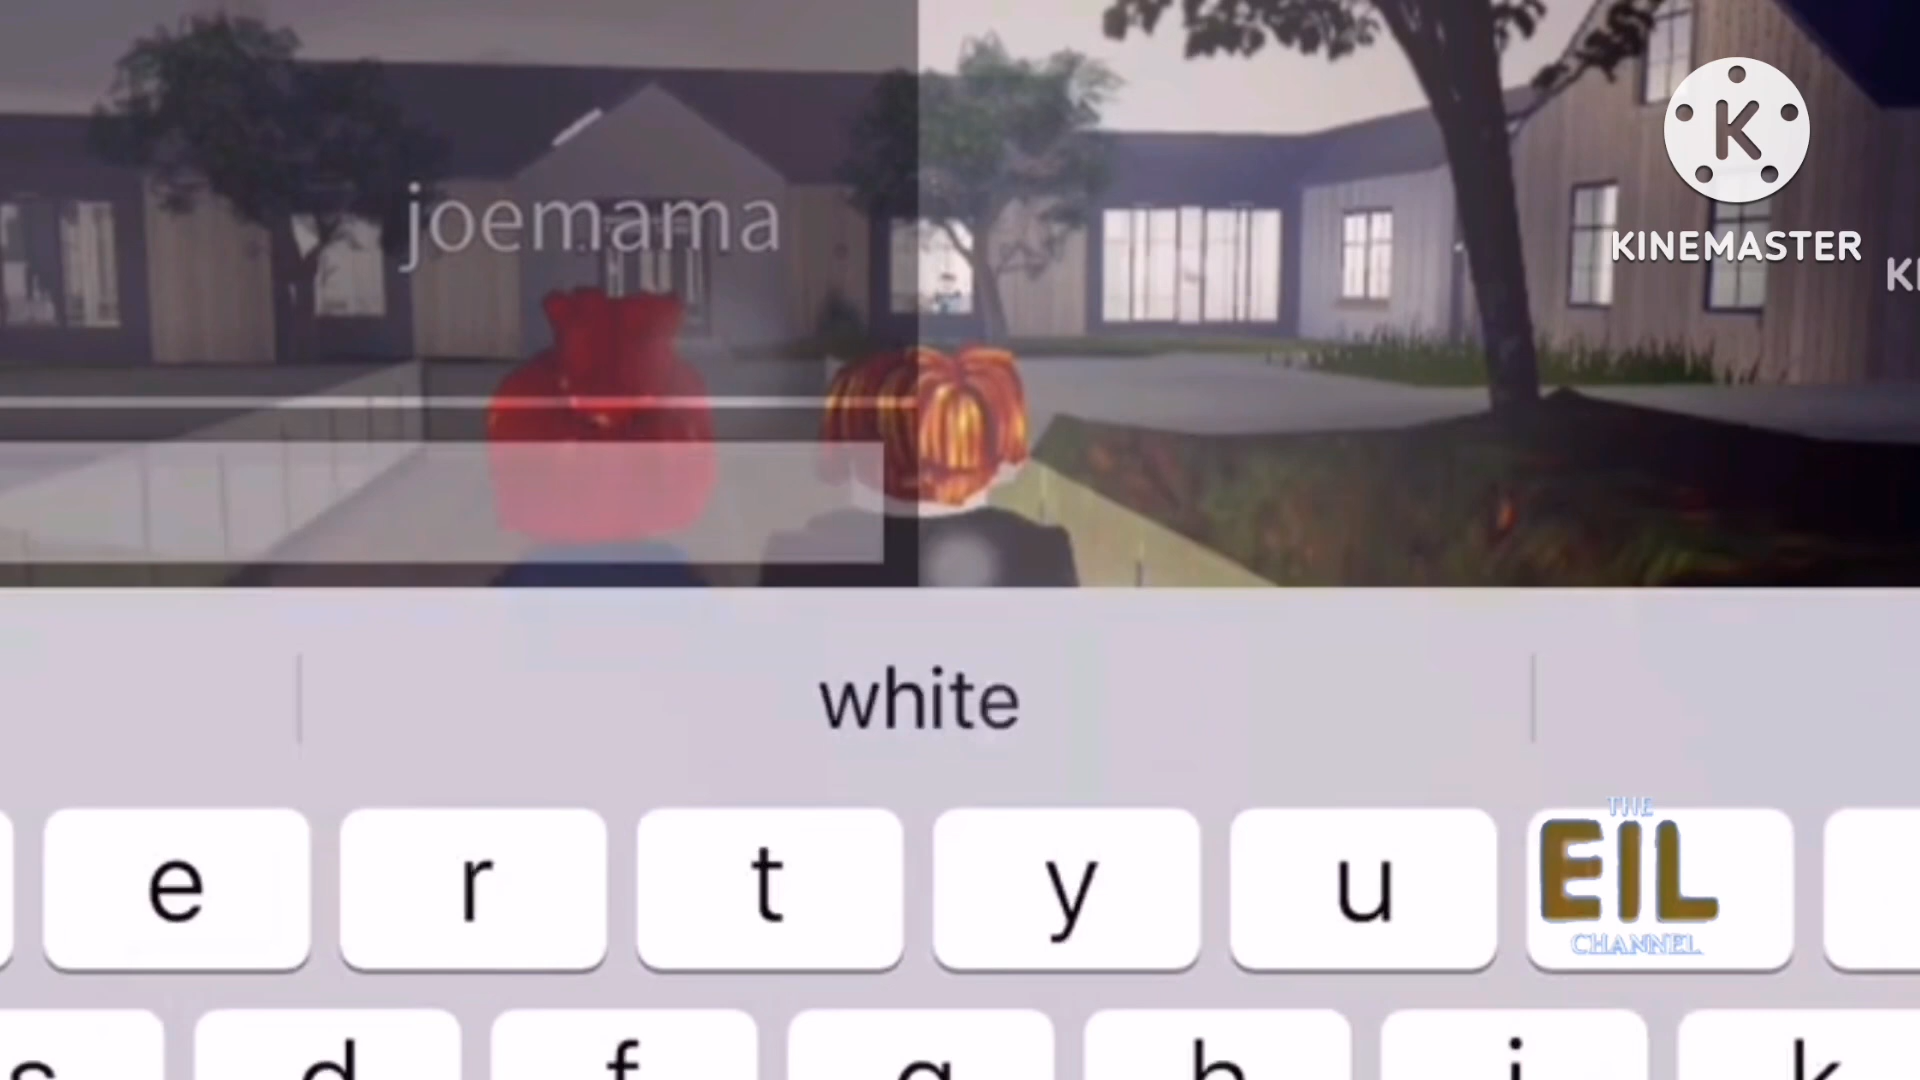 joemama
KINEMASTER
K
white
e r t y u
THE
EIL
CHANNEL
s d f g h j k